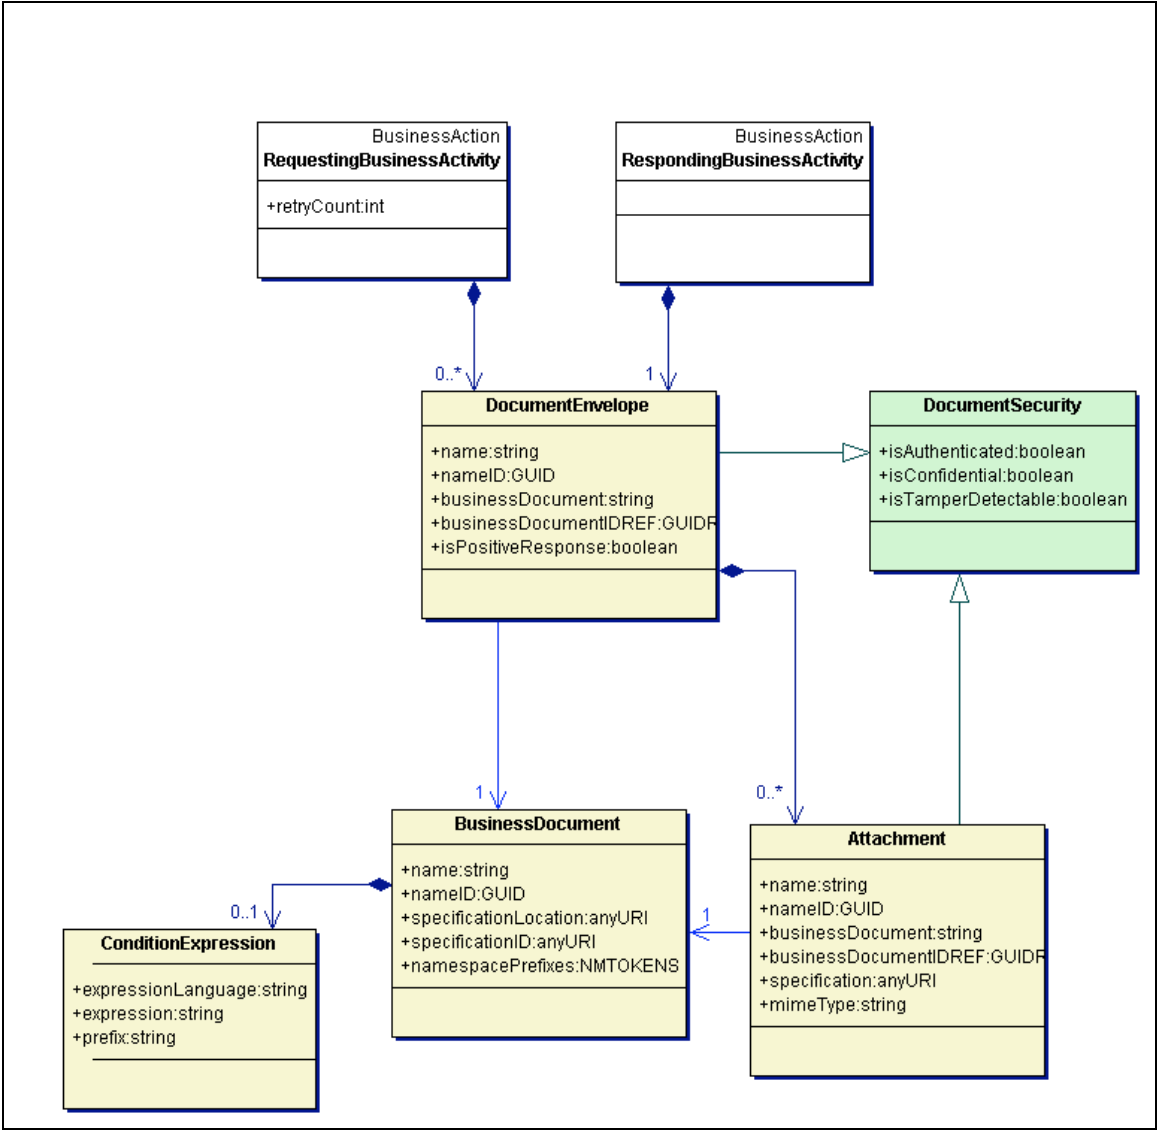 BusinessAction
RequestingBusinessActivity
+retryCount:int
BusinessAction
RespondingBusinessActivity
0..*
1
DocumentEnvelope
+name:string
+nameID:GUID
+businessDocument:string
+businessDocumentIDREF:GUIDR
+isPositiveResponse:boolean
DocumentSecurity
+isAuthenticated:boolean
+isConfidential:boolean
+isTamperDetectable:boolean
1
0..*
BusinessDocument
+name:string
+nameID:GUID
+specificationLocation:anyURI
+specificationID:anyURI
+namespacePrefixes:NMTOKENS
Attachment
+name:string
+nameID:GUID
+businessDocument:string
+businessDocumentIDREF:GUIDR
+specification:anyURI
+mimeType:string
1
0..1
ConditionExpression
+expressionLanguage:string
+expression:string
+prefix:string